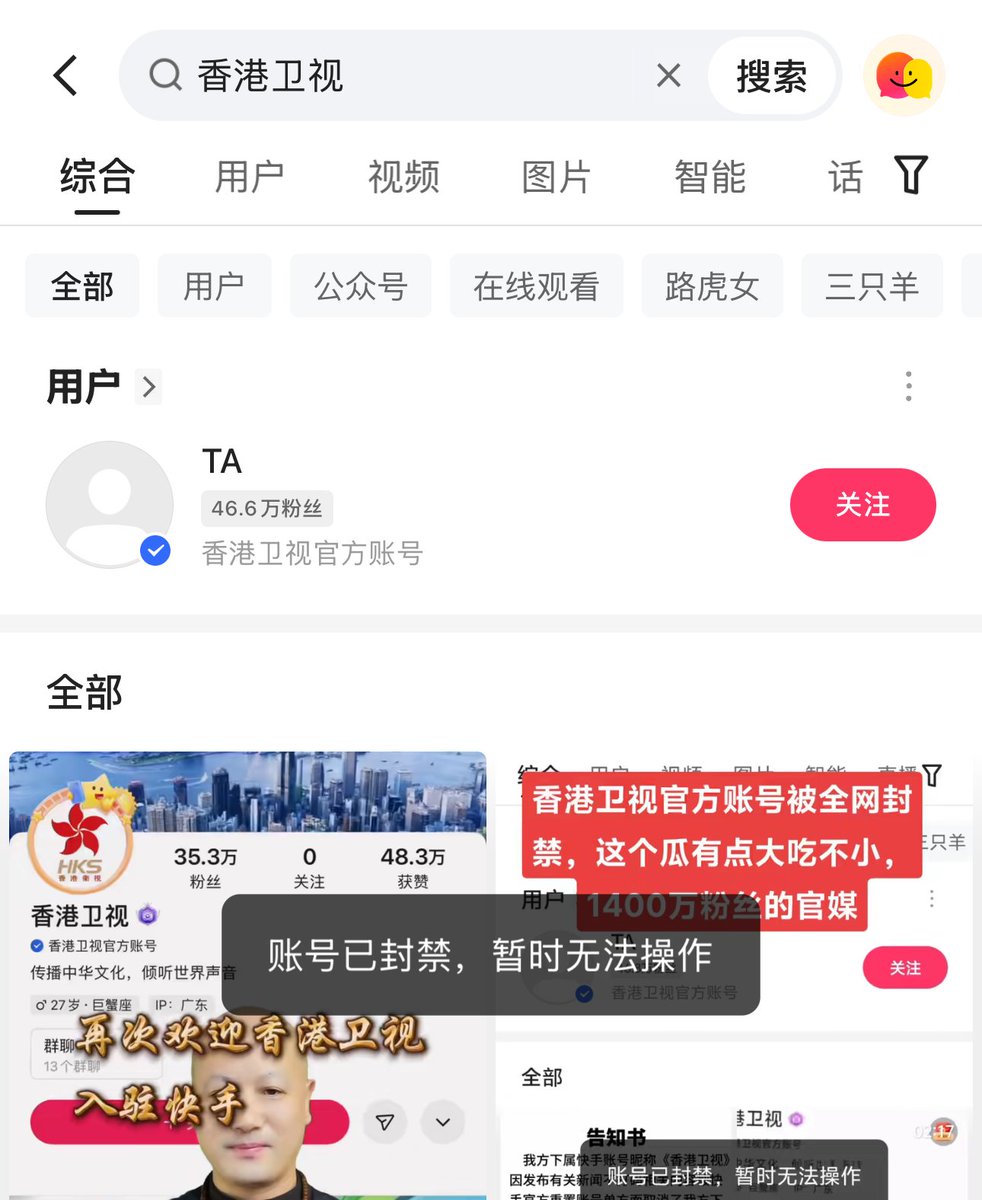 香港卫视
搜索
综合 用户 视频 图片 智能 话
全部 用户 公众号 在线观看 路虎女 三只羊
用户
TA
46.6万粉丝
关注
香港卫视官方账号
全部
HKS
香港衛視
35.3万 0 48.3万
粉丝 关注 获赞
香港卫视
香港卫视官方账号
传播中华文化，倾听世界声音
♂27岁·巨蟹座 IP：广东
群聊
13个群聊
再次欢迎香港卫视
入驻快手
账号已封禁，暂时无法操作
综合 用户 视频 图片 智能 直播
香港卫视官方账号被全网封
禁，这个瓜有点大吃不小，
1400万粉丝的官媒
三只羊
用户
TA
关注
香港卫视官方账号
全部
卫视
告知书
我方下属快手账号昵称《香港卫视》
因发布有关新闻
账号已封禁，暂时无法操作
02:17